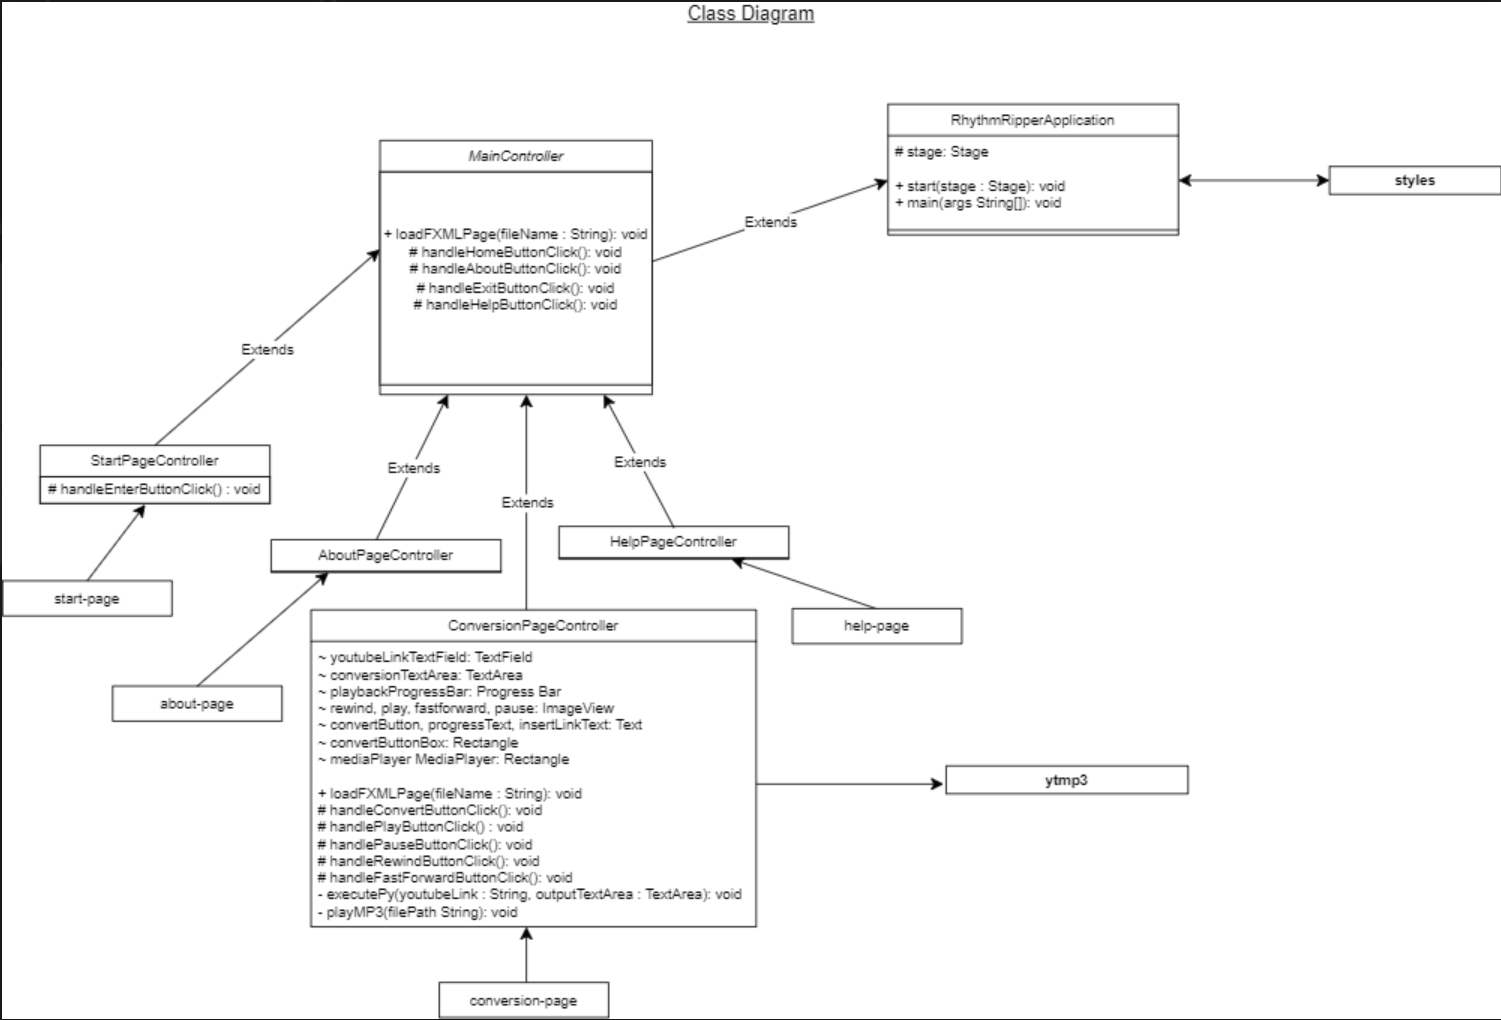 Class Diagram
RhythmRipperApplication
# stage: Stage
+ start(stage : Stage): void
+ main(args String[]): void
styles
MainController
+ loadFXMLPage(fileName : String): void
# handleHomeButtonClick(): void
# handleAboutButtonClick(): void
# handleExitButtonClick(): void
# handleHelpButtonClick(): void
Extends
Extends
StartPageController
# handleEnterButtonClick() : void
Extends
Extends
Extends
AboutPageController
HelpPageController
start-page
about-page
help-page
ConversionPageController
~ youtubeLinkTextField: TextField
~ conversionTextArea: TextArea
~ playbackProgressBar: Progress Bar
~ rewind, play, fastforward, pause: ImageView
~ convertButton, progressText, insertLinkText: Text
~ convertButtonBox: Rectangle
~ mediaPlayer MediaPlayer: Rectangle
+ loadFXMLPage(fileName : String): void
# handleConvertButtonClick(): void
# handlePlayButtonClick() : void
# handlePauseButtonClick(): void
# handleRewindButtonClick(): void
# handleFastForwardButtonClick(): void
- executePy(youtubeLink : String, outputTextArea : TextArea): void
- playMP3(filePath String): void
ytmp3
conversion-page